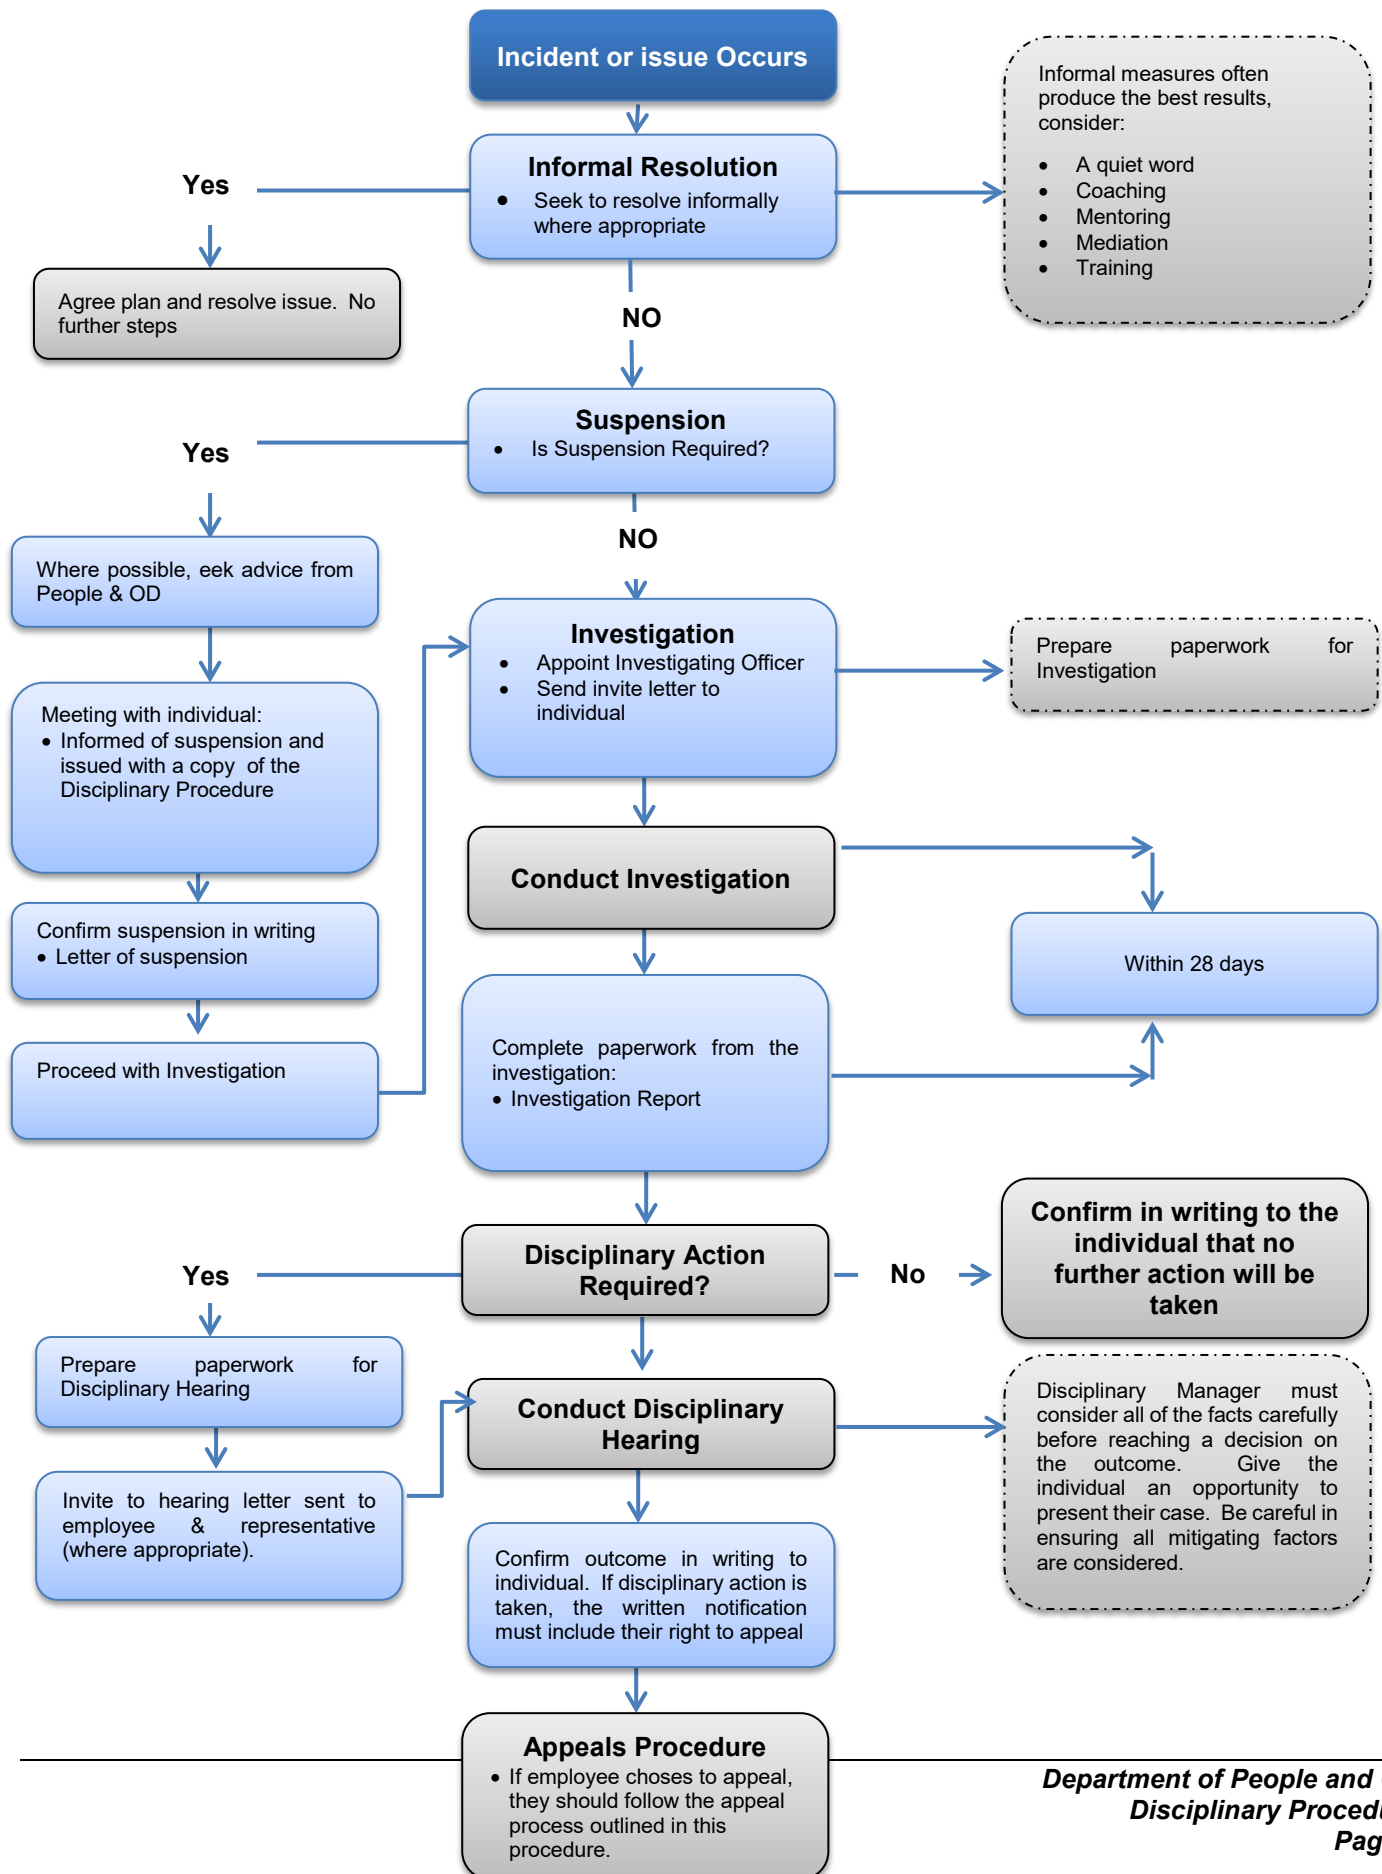 Incident or issue Occurs
Informal measures often
produce the best results,
consider:
• A quiet word
• Coaching
• Mentoring
• Mediation
• Training
Informal Resolution
• Seek to resolve informally
where appropriate
Yes
Agree plan and resolve issue. No
further steps
NO
Suspension
• Is Suspension Required?
Yes
NO
Where possible, eek advice from
People & OD
Investigation
• Appoint Investigating Officer
• Send invite letter to
individual
Prepare paperwork for
Investigation
Meeting with individual:
• Informed of suspension and
issued with a copy of the
Disciplinary Procedure
Conduct Investigation
Confirm suspension in writing
• Letter of suspension
Within 28 days
Proceed with Investigation
Complete paperwork from the
investigation:
• Investigation Report
Disciplinary Action
Required?
Yes
No
Confirm in writing to the
individual that no
further action will be
taken
Prepare paperwork for
Disciplinary Hearing
Conduct Disciplinary
Hearing
Disciplinary Manager must
consider all of the facts carefully
before reaching a decision on
the outcome. Give the
individual an opportunity to
present their case. Be careful in
ensuring all mitigating factors
are considered.
Invite to hearing letter sent to
employee & representative
(where appropriate).
Confirm outcome in writing to
individual. If disciplinary action is
taken, the written notification
must include their right to appeal
Appeals Procedure
• If employee choses to appeal,
they should follow the appeal
process outlined in this
procedure.
Department of People and
Disciplinary Procedu
Pag